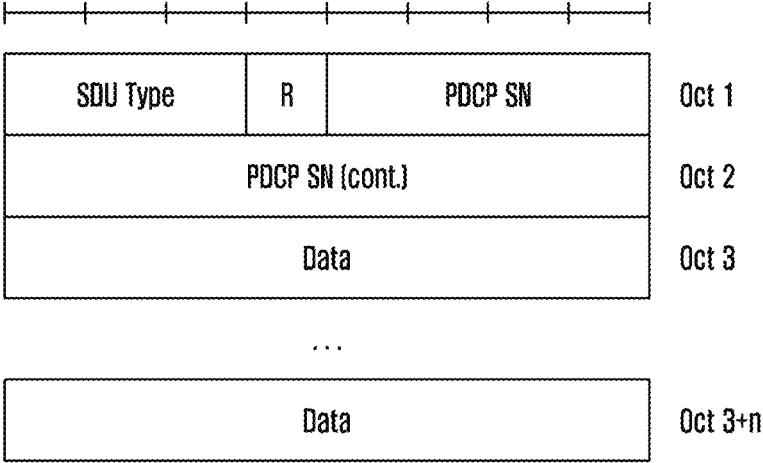 SDU Type R PDCP SN Oct 1
PDCP SN (cont.) Oct 2
Data Oct 3
...
Data Oct 3+n